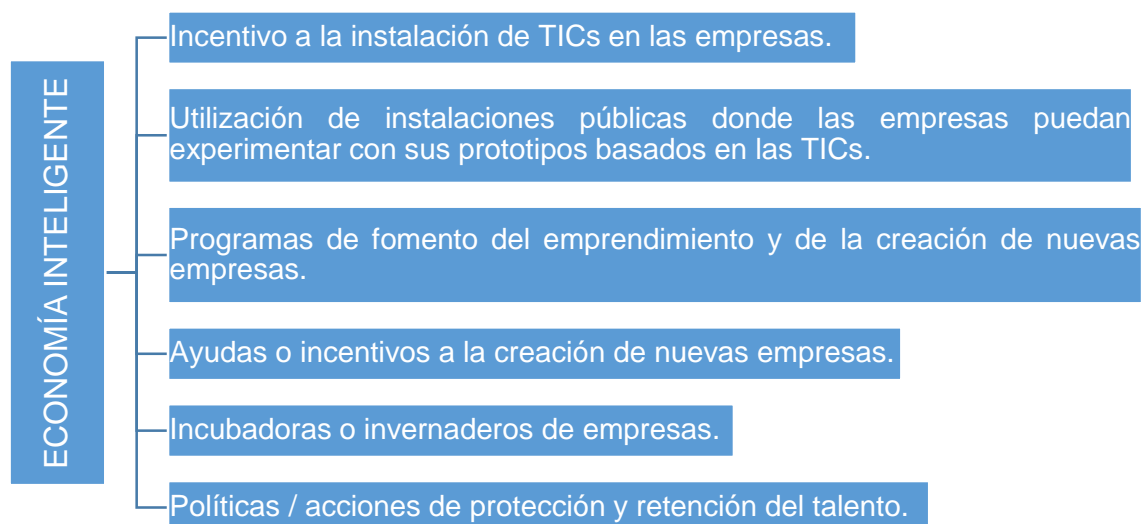 ECONOMÍA INTELIGENTE
Incentivo a la instalación de TICs en las empresas.
Utilización de instalaciones públicas donde las empresas puedan
experimentar con sus prototipos basados en las TICs.
Programas de fomento del emprendimiento y de la creación de nuevas
empresas.
Ayudas o incentivos a la creación de nuevas empresas.
Incubadoras o invernaderos de empresas.
Políticas / acciones de protección y retención del talento.